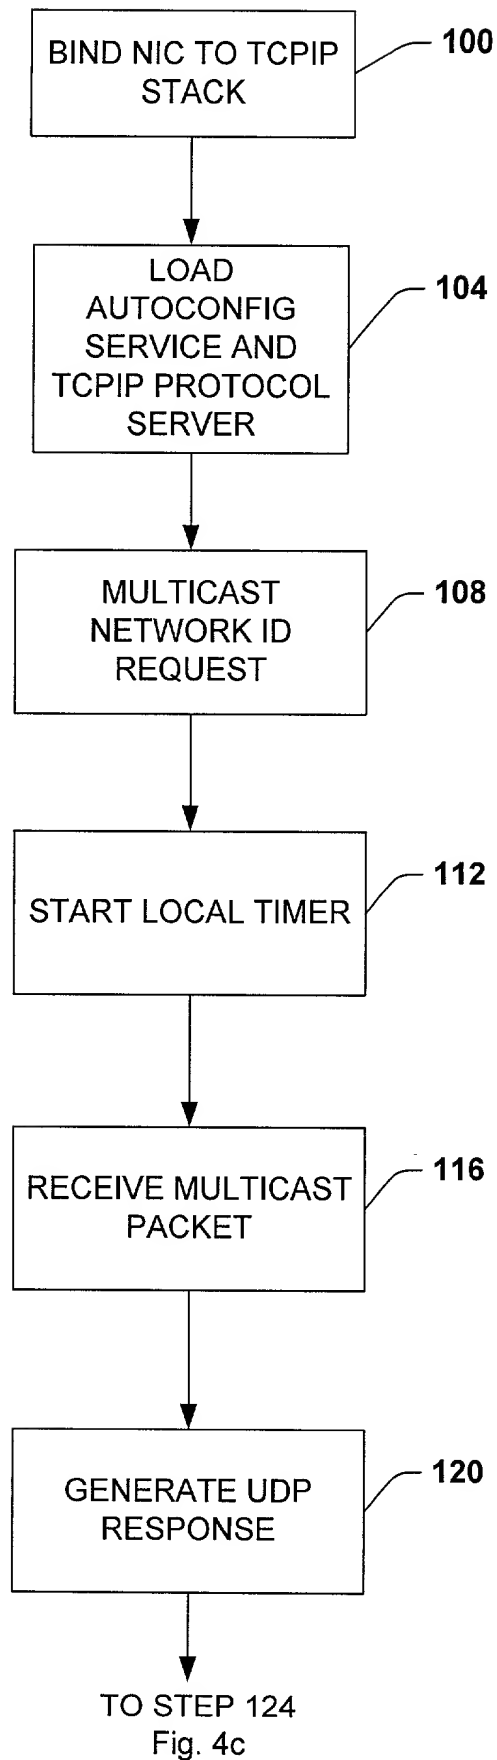 BIND NIC TO TCPIP
STACK
100
LOAD
AUTOCONFIG
SERVICE AND
TCPIP PROTOCOL
SERVER
104
MULTICAST
NETWORK ID
REQUEST
108
START LOCAL TIMER
112
RECEIVE MULTICAST
PACKET
116
GENERATE UDP
RESPONSE
120
TO STEP 124
Fig. 4c